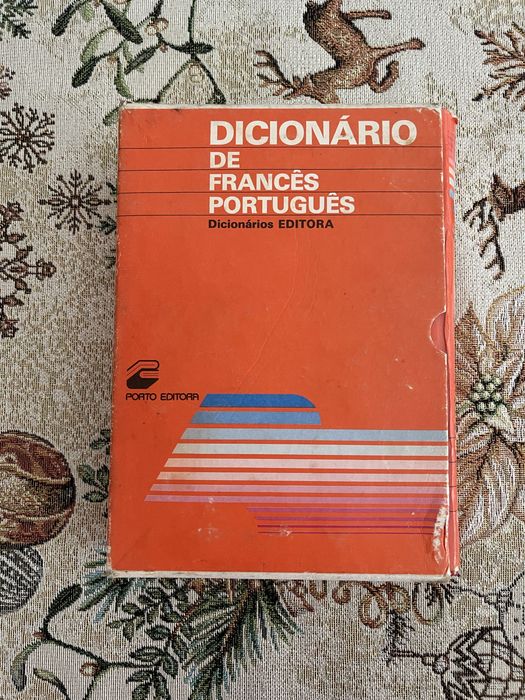 DICIONÁRIO
DE
FRANCÊS
PORTUGUÊS
Dicionários EDITORA
PORTO EDITORA